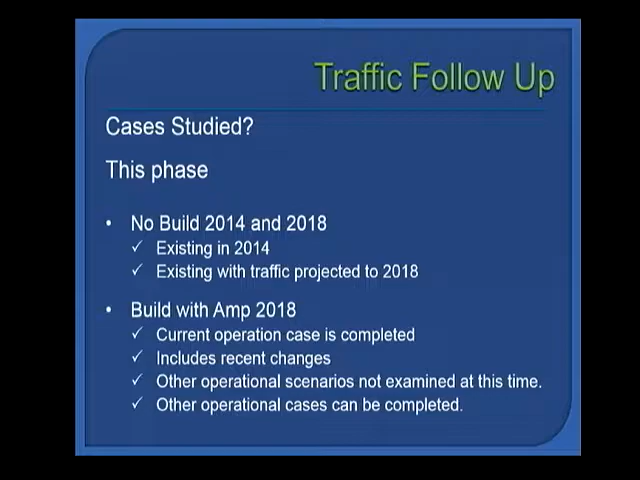 Traffic Follow Up
Cases Studied?
This phase
• No Build 2014 and 2018
✓ Existing in 2014
✓ Existing with traffic projected to 2018
• Build with Amp 2018
✓ Current operation case is completed
✓ Includes recent changes
✓ Other operational scenarios not examined at this time.
✓ Other operational cases can be completed.